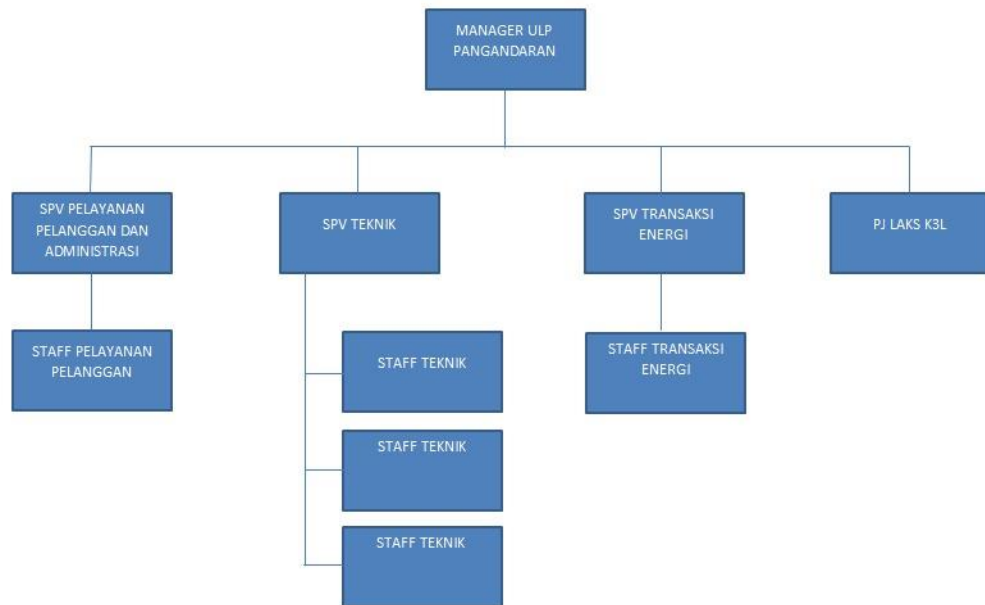 MANAGER ULP
PANGANDARAN
SPV PELAYANAN
PELANGGAN DAN
ADMINISTRASI
SPV TEKNIK
SPV TRANSAKSI
ENERGI
PJ LAKS K3L
STAFF PELAYANAN
PELANGGAN
STAFF TEKNIK
STAFF TRANSAKSI
ENERGI
STAFF TEKNIK
STAFF TEKNIK